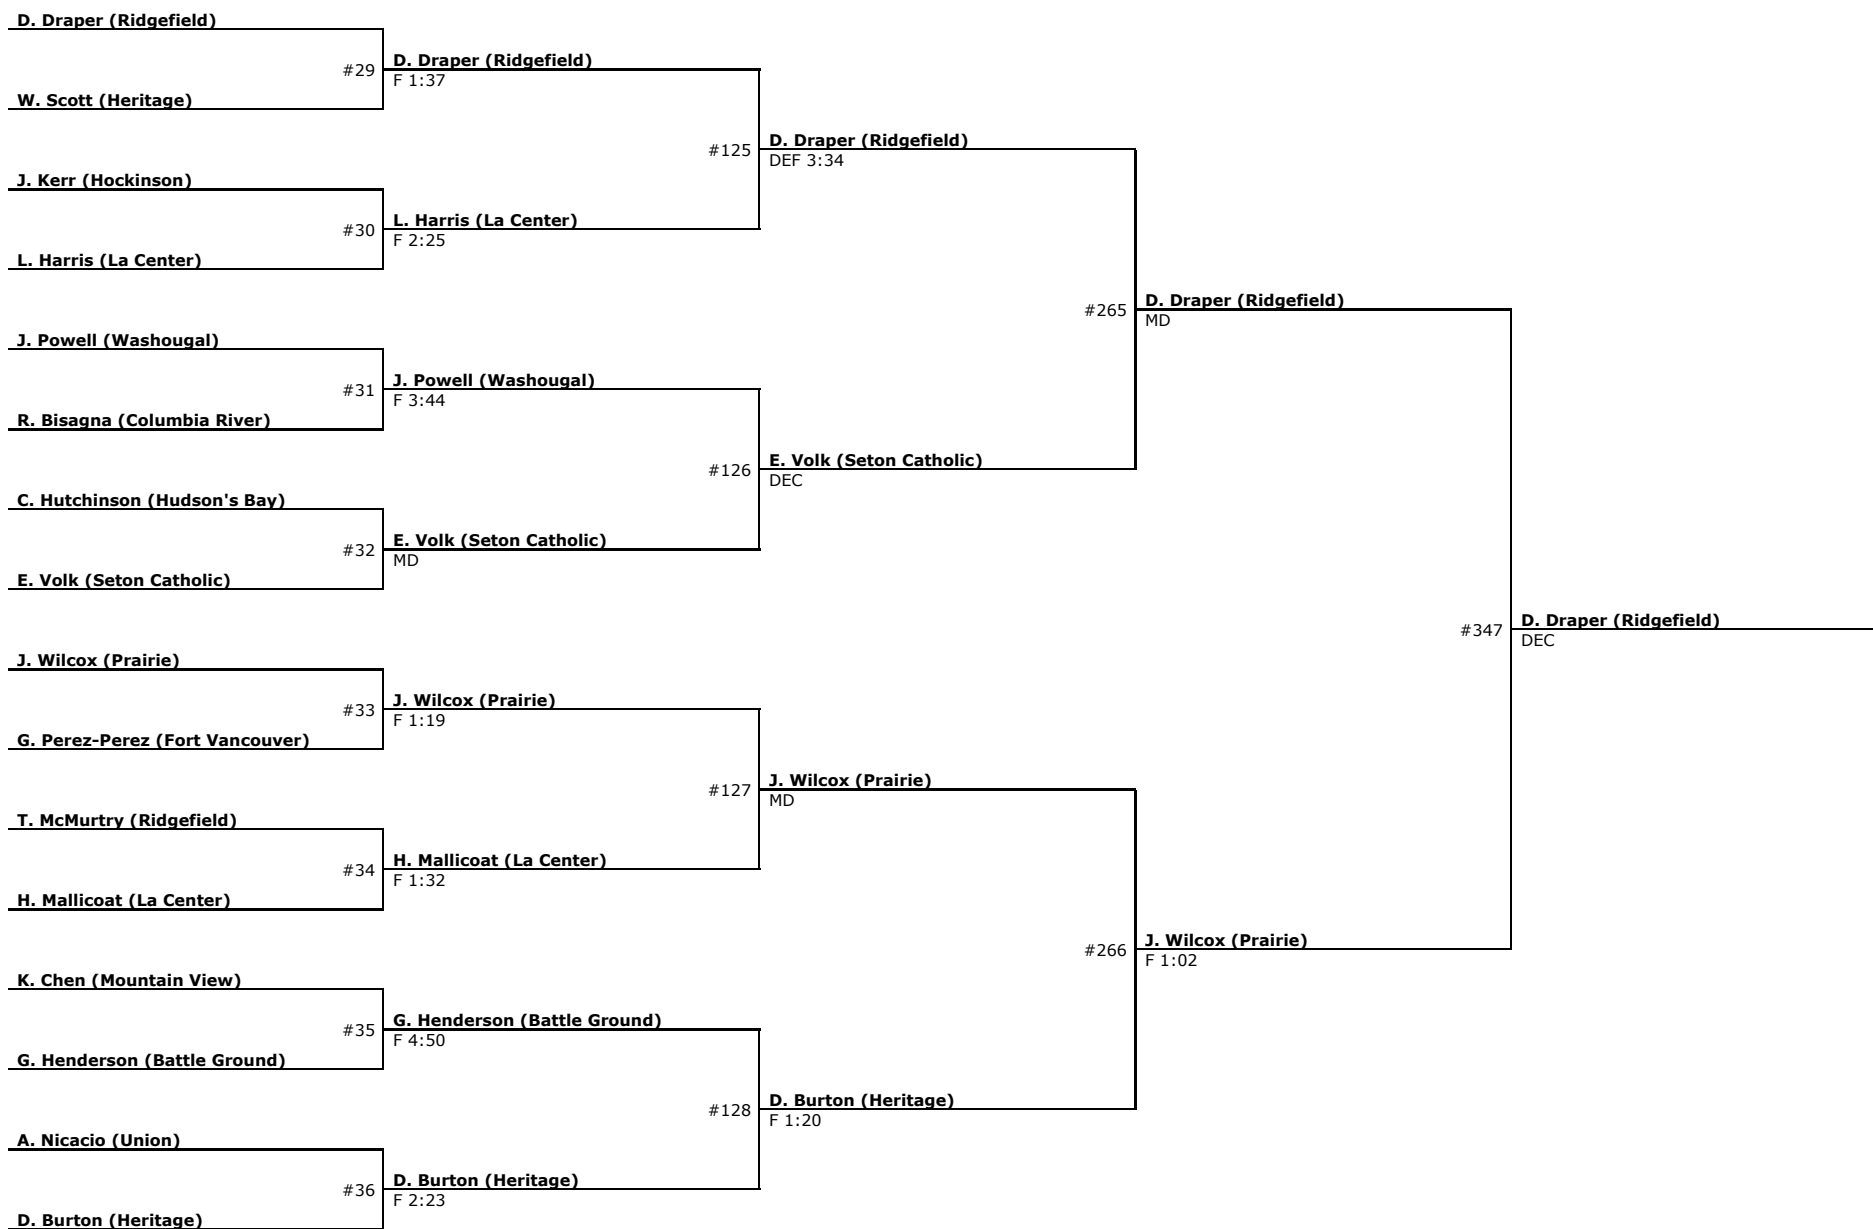 D. Draper (Ridgefield)
#29
D. Draper (Ridgefield)
F 1:37
W. Scott (Heritage)
#125
D. Draper (Ridgefield)
DEF 3:34
J. Kerr (Hockinson)
#30
L. Harris (La Center)
F 2:25
L. Harris (La Center)
#265
D. Draper (Ridgefield)
MD
J. Powell (Washougal)
#31
J. Powell (Washougal)
F 3:44
R. Bisagna (Columbia River)
#126
E. Volk (Seton Catholic)
DEC
C. Hutchinson (Hudson's Bay)
#32
E. Volk (Seton Catholic)
MD
E. Volk (Seton Catholic)
#347
D. Draper (Ridgefield)
DEC
J. Wilcox (Prairie)
#33
J. Wilcox (Prairie)
F 1:19
G. Perez-Perez (Fort Vancouver)
#127
J. Wilcox (Prairie)
MD
T. McMurtry (Ridgefield)
#34
H. Mallicoat (La Center)
F 1:32
H. Mallicoat (La Center)
#266
J. Wilcox (Prairie)
F 1:02
K. Chen (Mountain View)
#35
G. Henderson (Battle Ground)
F 4:50
G. Henderson (Battle Ground)
#128
D. Burton (Heritage)
F 1:20
A. Nicacio (Union)
#36
D. Burton (Heritage)
F 2:23
D. Burton (Heritage)